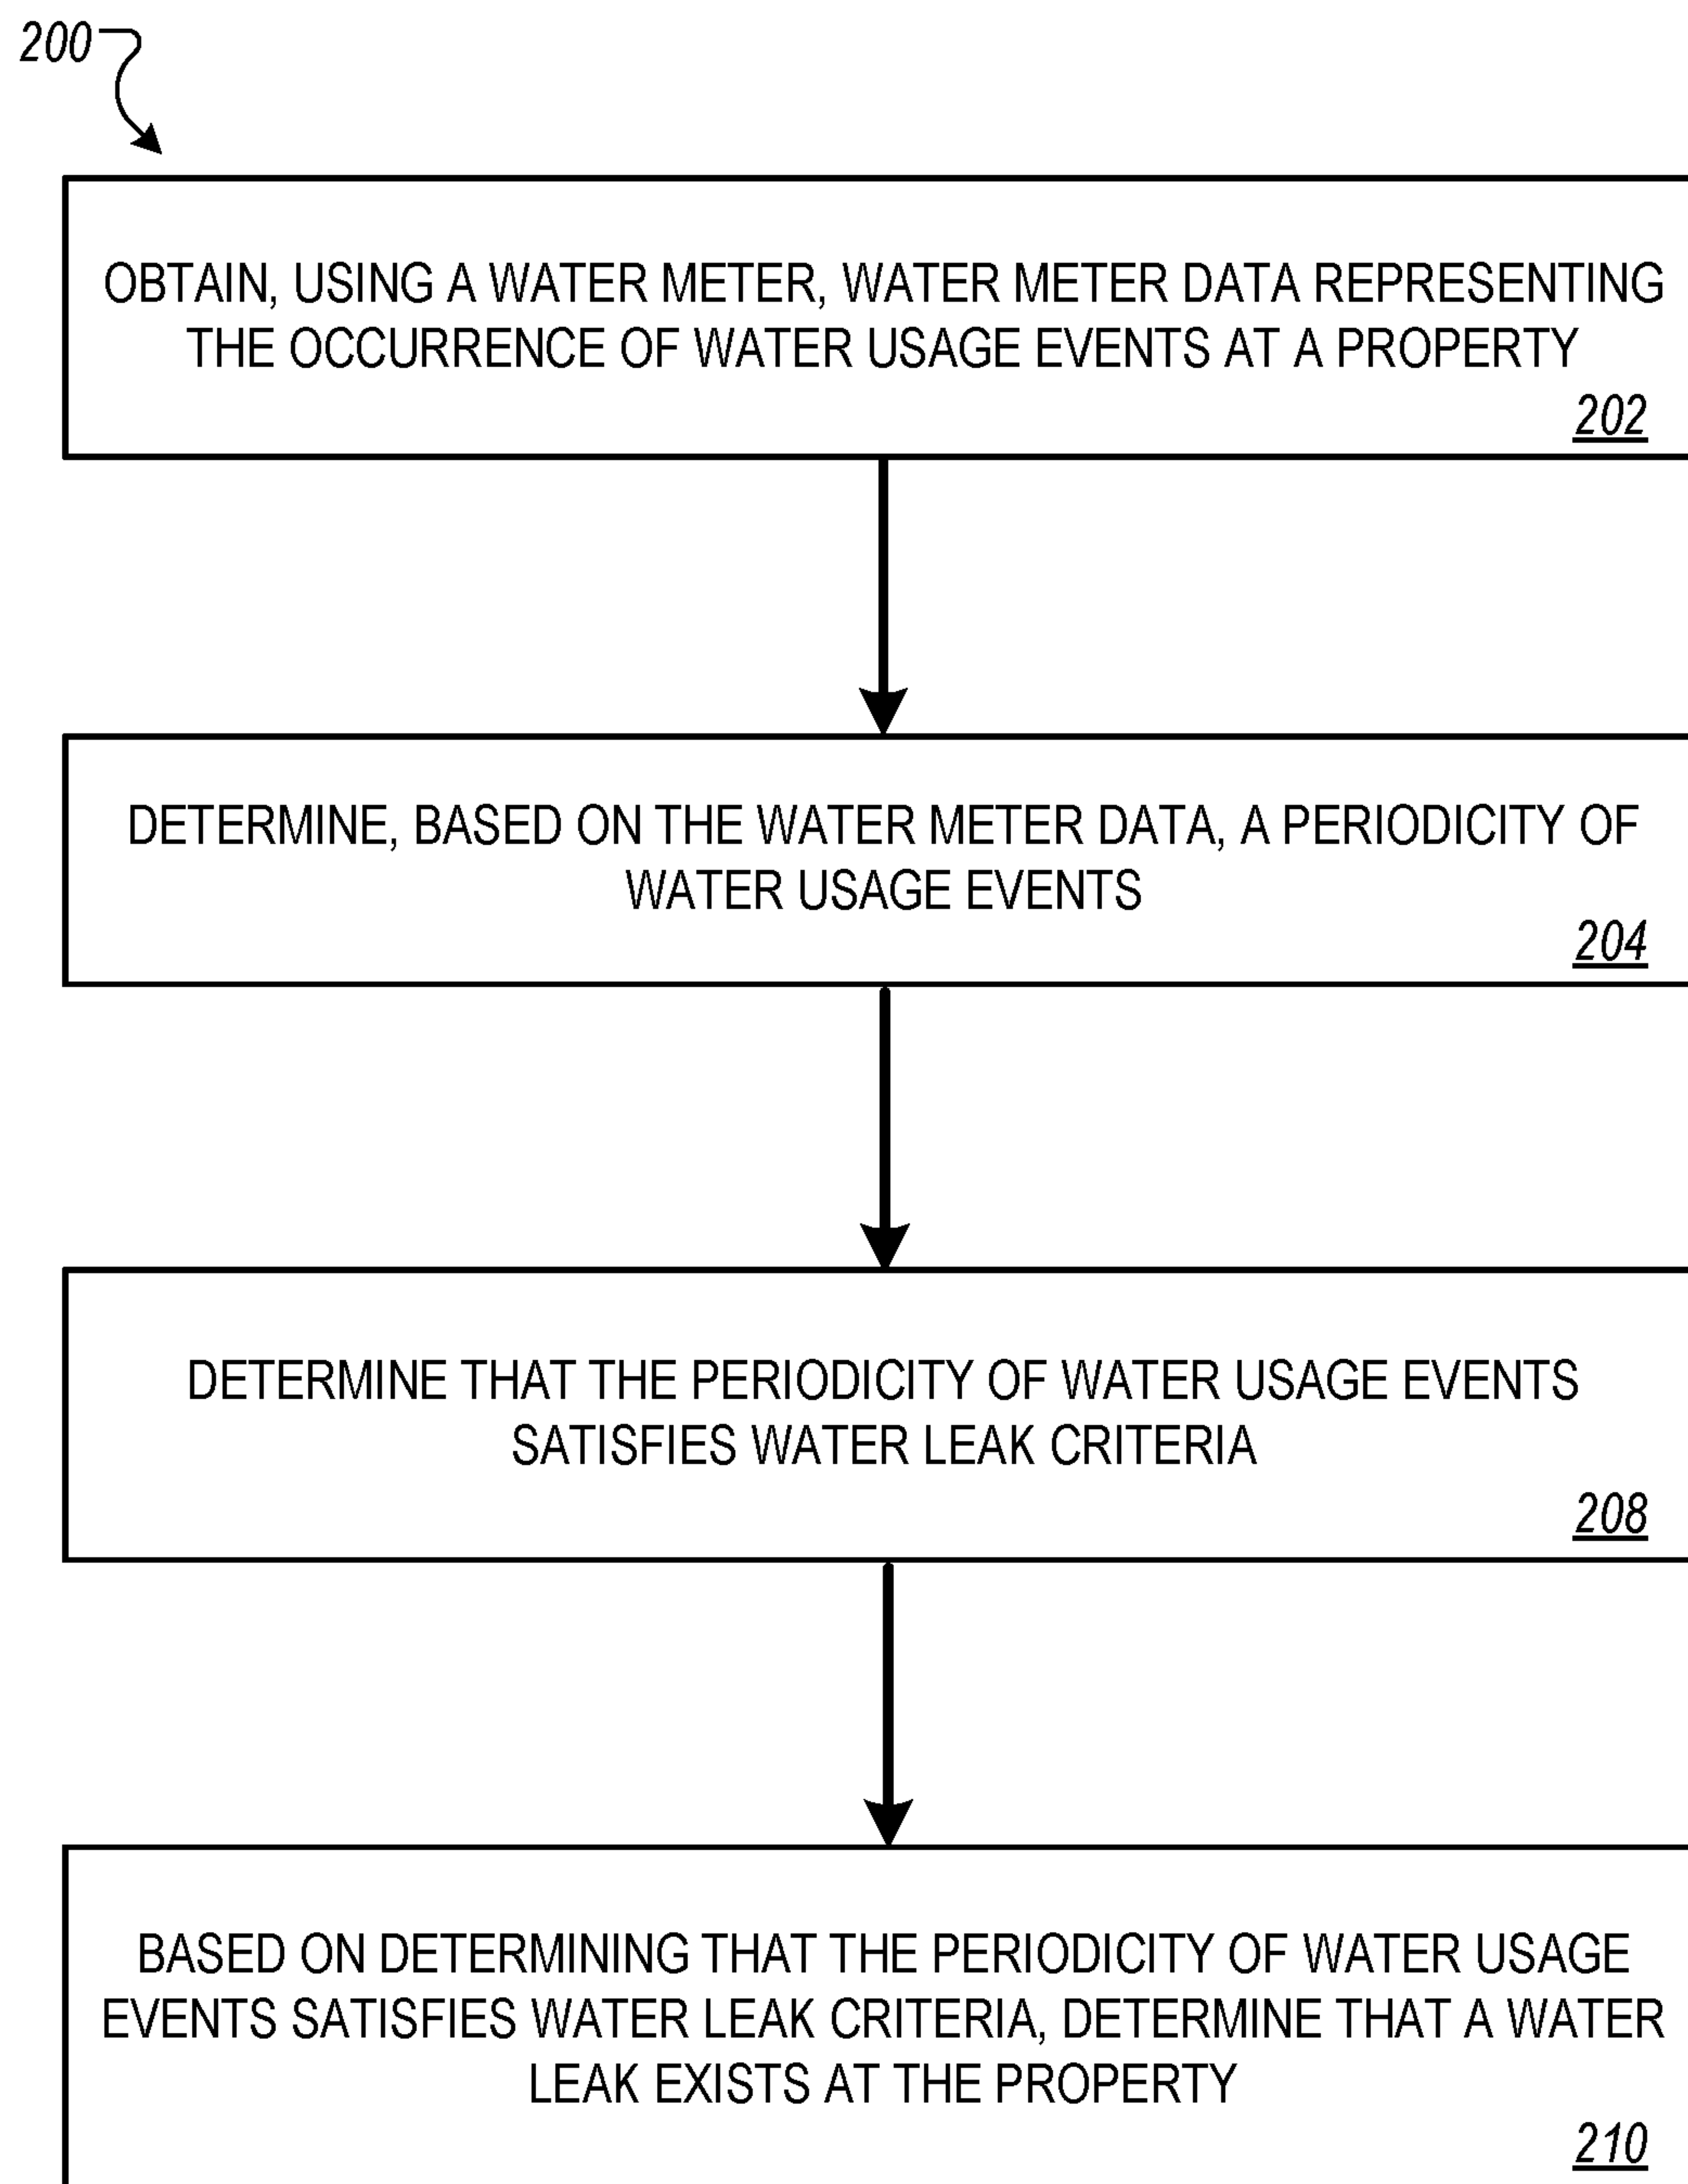 200
OBTAIN, USING A WATER METER, WATER METER DATA REPRESENTING
THE OCCURRENCE OF WATER USAGE EVENTS AT A PROPERTY
202
DETERMINE, BASED ON THE WATER METER DATA, A PERIODICITY OF
WATER USAGE EVENTS
204
DETERMINE THAT THE PERIODICITY OF WATER USAGE EVENTS
SATISFIES WATER LEAK CRITERIA
208
BASED ON DETERMINING THAT THE PERIODICITY OF WATER USAGE
EVENTS SATISFIES WATER LEAK CRITERIA, DETERMINE THAT A WATER
LEAK EXISTS AT THE PROPERTY
210